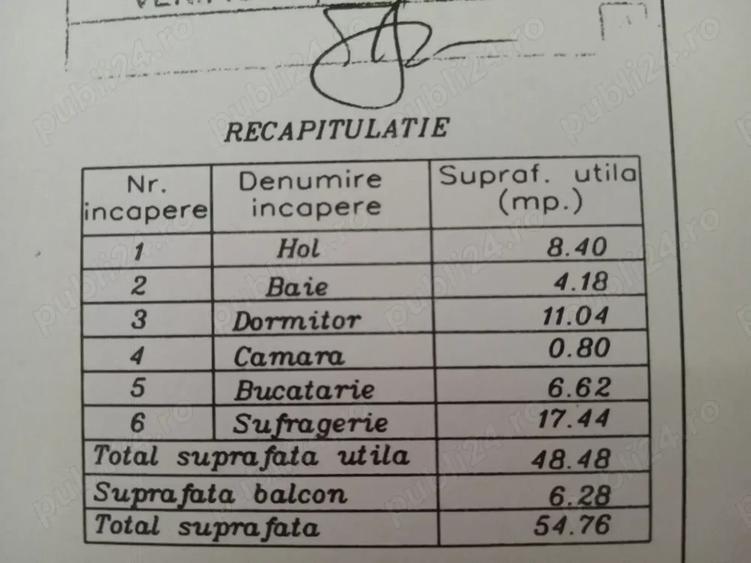 RECAPITULATIE
Nr. incapere Denumire incapere Supraf. utila (mp.)
1 Hol 8.40
2 Baie 4.18
3 Dormitor 11.04
4 Camara 0.80
5 Bucatarie 6.62
6 Sufragerie 17.44
Total suprafata utila 48.48
Suprafata balcon 6.28
Total suprafata 54.76
publi24.ro